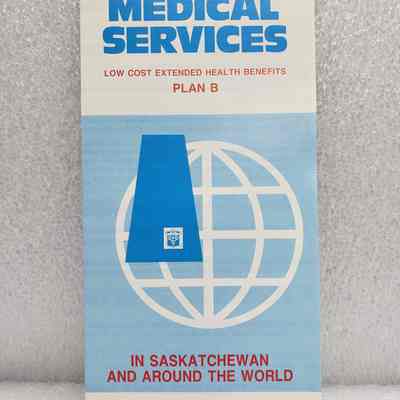 MEDICAL
SERVICES
LOW COST EXTENDED HEALTH BENEFITS
PLAN B
IN SASKATCHEWAN
AND AROUND THE WORLD